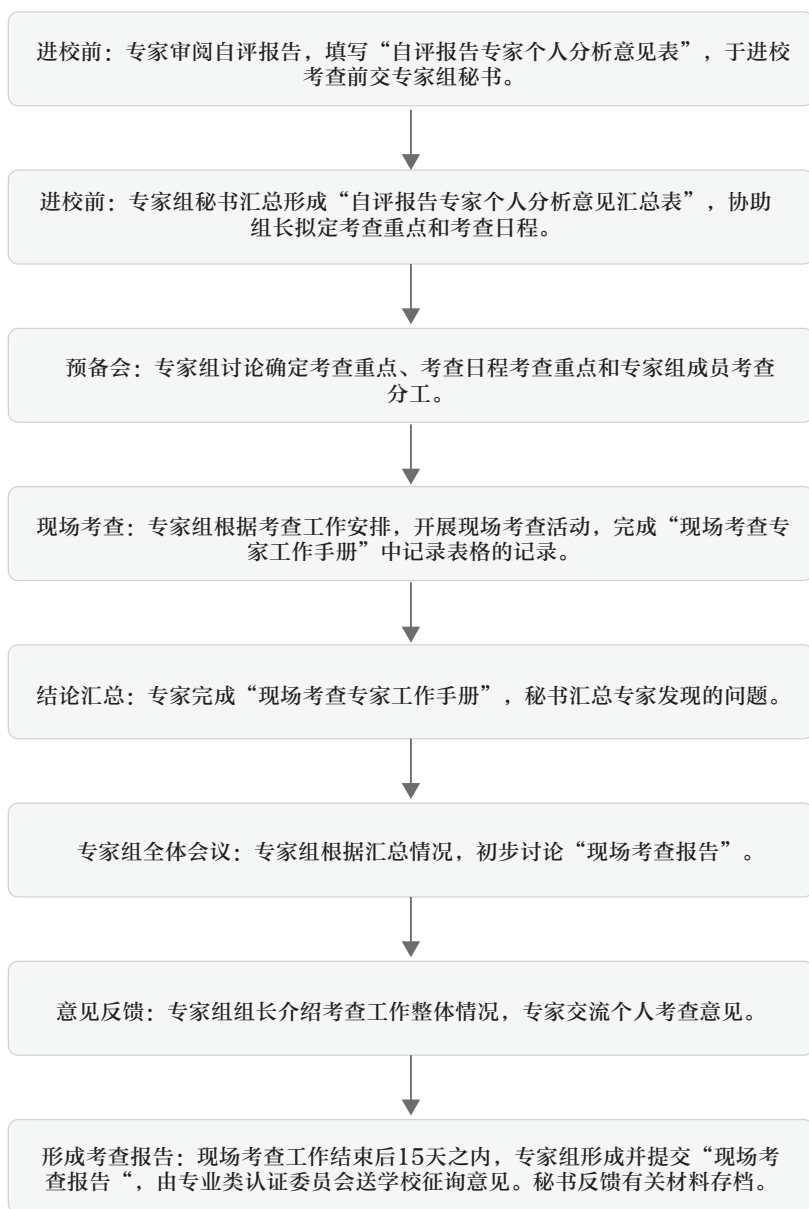 进校前：专家审阅自评报告，填写“自评报告专家个人分析意见表”，于进校
考查前交专家组秘书。
进校前：专家组秘书汇总形成“自评报告专家个人分析意见汇总表”，协助
组长拟定考查重点和考查日程。
预备会：专家组讨论确定考查重点、考查日程考查重点和专家组成员考查
分工。
现场考查：专家组根据考查工作安排，开展现场考查活动，完成“现场考查专
家工作手册”中记录表格的记录。
结论汇总：专家完成“现场考查专家工作手册”，秘书汇总专家发现的问题。
专家组全体会议：专家组根据汇总情况，初步讨论“现场考查报告”。
意见反馈：专家组组长介绍考查工作整体情况，专家交流个人考查意见。
形成考查报告：现场考查工作结束后15天之内，专家组形成并提交“现场考
查报告“，由专业类认证委员会送学校征询意见。秘书反馈有关材料存档。